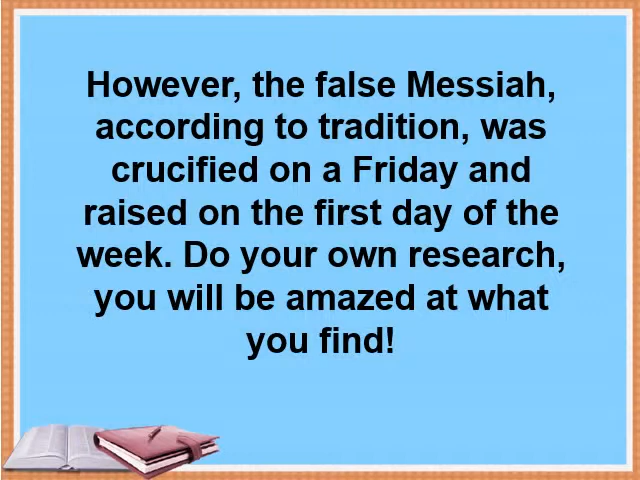 However, the false Messiah,
according to tradition, was
crucified on a Friday and
raised on the first day of the
week. Do your own research,
you will be amazed at what
you find!